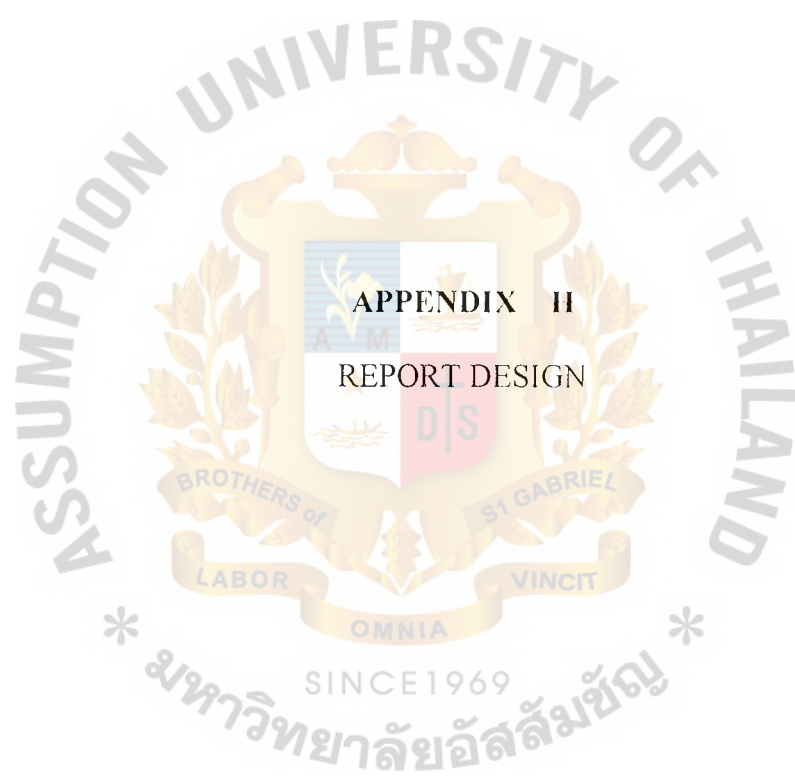 ASSUMPTION UNIVERSITY OF THAILAND
APPENDIX II
A M
REPORT DESIGN
D S
BROTHERS of
S1 GABRIEL
LABOR
VINCIT
OMNIA
* *
SINCE1969
มหาวิทยาลัยอัสสัมชัญ